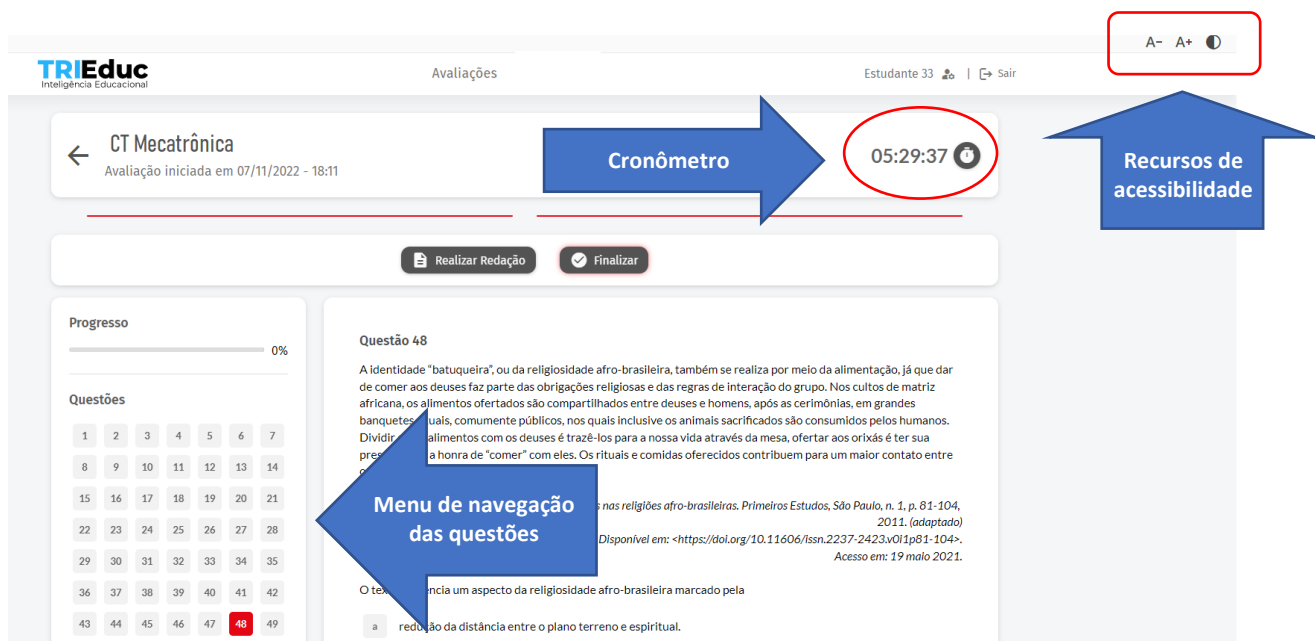 A- A+
TRIEduc
Inteligência Educacional
Avaliações
Estudante 33 | Sair
CT Mecatrônica
Avaliação iniciada em 07/11/2022 - 18:11
Cronômetro
05:29:37
Recursos de
acessibilidade
Realizar Redação
Finalizar
Progresso
0%
Questões
1 2 3 4 5 6 7
8 9 10 11 12 13 14
15 16 17 18 19 20 21
22 23 24 25 26 27 28
29 30 31 32 33 34 35
36 37 38 39 40 41 42
43 44 45 46 47 48 49
Menu de navegação
das questões
Questão 48
A identidade "batuqueira", ou da religiosidade afro-brasileira, também se realiza por meio da alimentação, já que dar
de comer aos deuses faz parte das obrigações religiosas e das regras de interação do grupo. Nos cultos de matriz
africana, os alimentos ofertados são compartilhados entre deuses e homens, após as cerimônias, em grandes
banquetes comumente públicos, nos quais inclusive os animais sacrificados são consumidos pelos humanos.
Dividir alimentos com os deuses é trazê-los para a nossa vida através da mesa, ofertar aos orixás é ter sua
a honra de "comer" com eles. Os rituais e comidas oferecidos contribuem para um maior contato entre
nas religiões afro-brasileiras. Primeiros Estudos, São Paulo, n. 1, p. 81-104,
2011. (adaptado)
Disponível em: <https://doi.org/10.11606/issn.2237-2423.v0i1p81-104>.
Acesso em: 19 maio 2021.
O um aspecto da religiosidade afro-brasileira marcado pela
a redução da distância entre o plano terreno e espiritual.